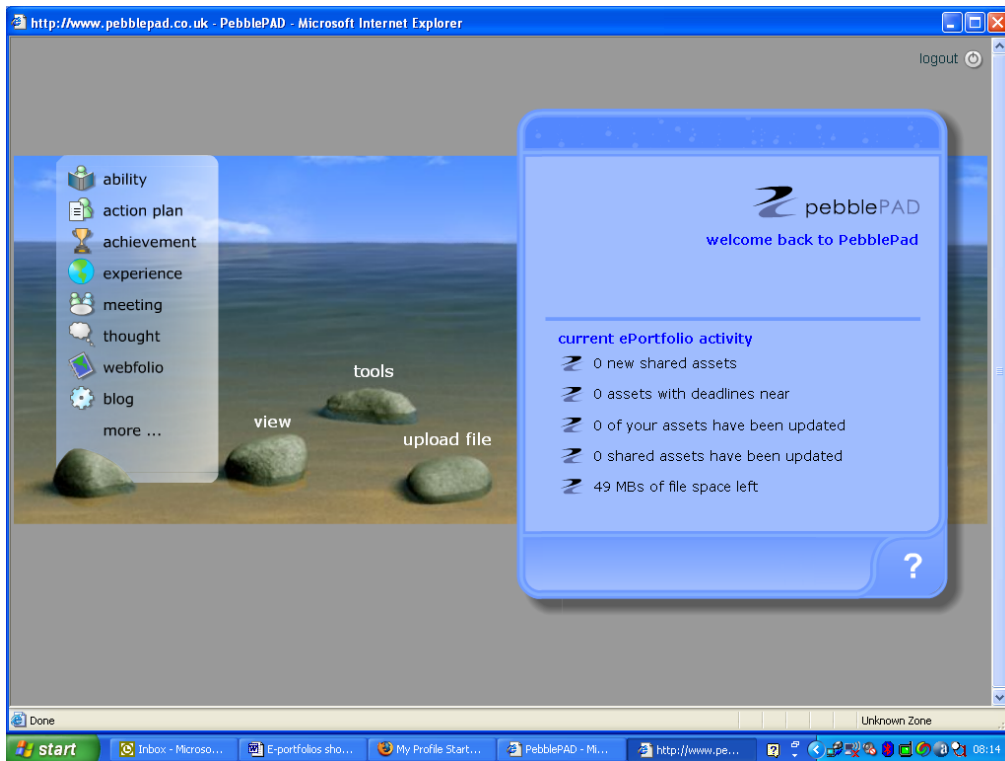 http://www.pebblepad.co.uk - PebblePAD - Microsoft Internet Explorer
logout
ability
action plan
achievement
experience
meeting
thought
webfolio
blog
more ...
tools
view
upload file
pebblePAD
welcome back to PebblePad
current ePortfolio activity
0 new shared assets
0 assets with deadlines near
0 of your assets have been updated
0 shared assets have been updated
49 MBs of file space left
?
Done
Unknown Zone
start
Inbox - Microso...
E-portfolios sho...
My Profile Start...
PebblePAD - Mi...
http://www.pe...
08:14